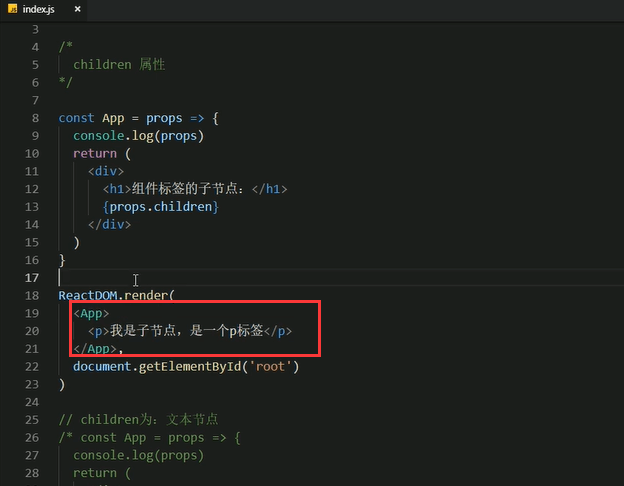 JS index.js ×
3
4 /*
5 children 属性
6 */
7
8 const App = props => {
9 console.log(props)
10 return (
11 <div>
12 <h1>组件标签的子节点：</h1>
13 {props.children}
14 </div>
15 )
16 }
17
18 ReactDOM.render(
19 <App>
20 <p>我是子节点，是一个p标签</p>
21 </App>,
22 document.getElementById('root')
23 )
24
25 // children为：文本节点
26 /* const App = props => {
27 console.log(props)
28 return (